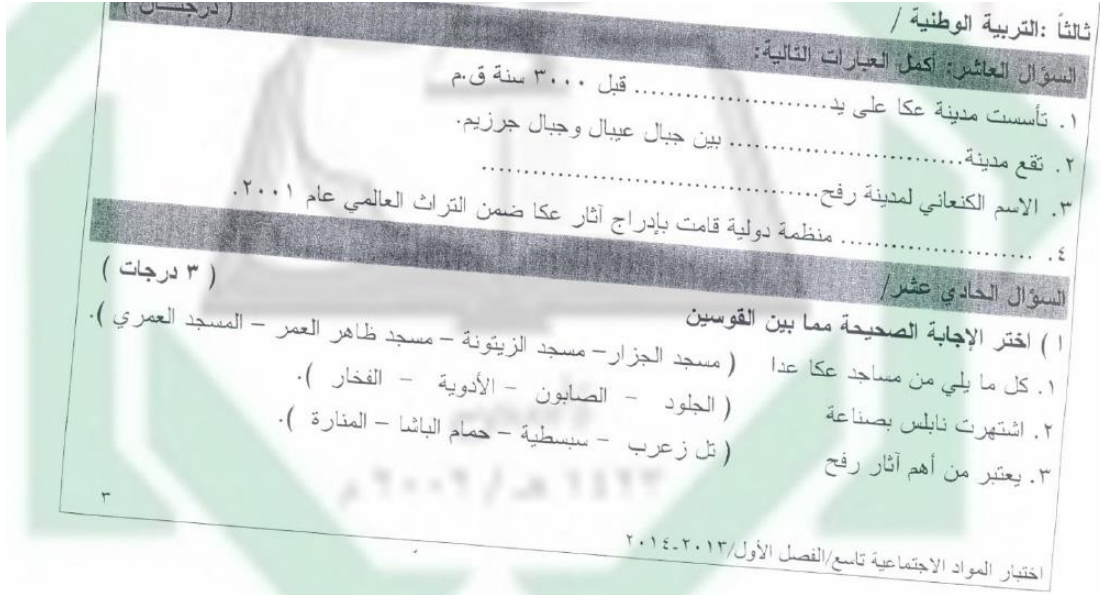 ثالثاً :التربية الوطنية / ( درجتان )
السؤال العاشر: أكمل العبارات التالية:
١. تأسست مدينة عكا على يد...................... قبل ٣٠٠٠ سنة ق.م
٢. تقع مدينة.......................... بين جبال عيبال وجبال جرزيم.
٣. الاسم الكنعاني لمدينة رفح.....................................
٤. ...................... منظمة دولية قامت بإدراج آثار عكا ضمن التراث العالمي عام ٢٠٠١.
السؤال الحادي عشر/
( ٣ درجات )
ا ) اختر الإجابة الصحيحة مما بين القوسين
١. كل ما يلي من مساجد عكا عدا ( مسجد الجزار– مسجد الزيتونة – مسجد ظاهر العمر – المسجد العمري ).
٢. اشتهرت نابلس بصناعة ( الجلود - الصابون - الأدوية - الفخار ).
٣. يعتبر من أهم آثار رفح ( تل زعرب - سبسطية – حمام الباشا – المنارة ).
٣
اختبار المواد الاجتماعية تاسع/الفصل الأول/٢٠١٣-٢٠١٤
١٤٢٣ هـ / ٢٠٠٢ م